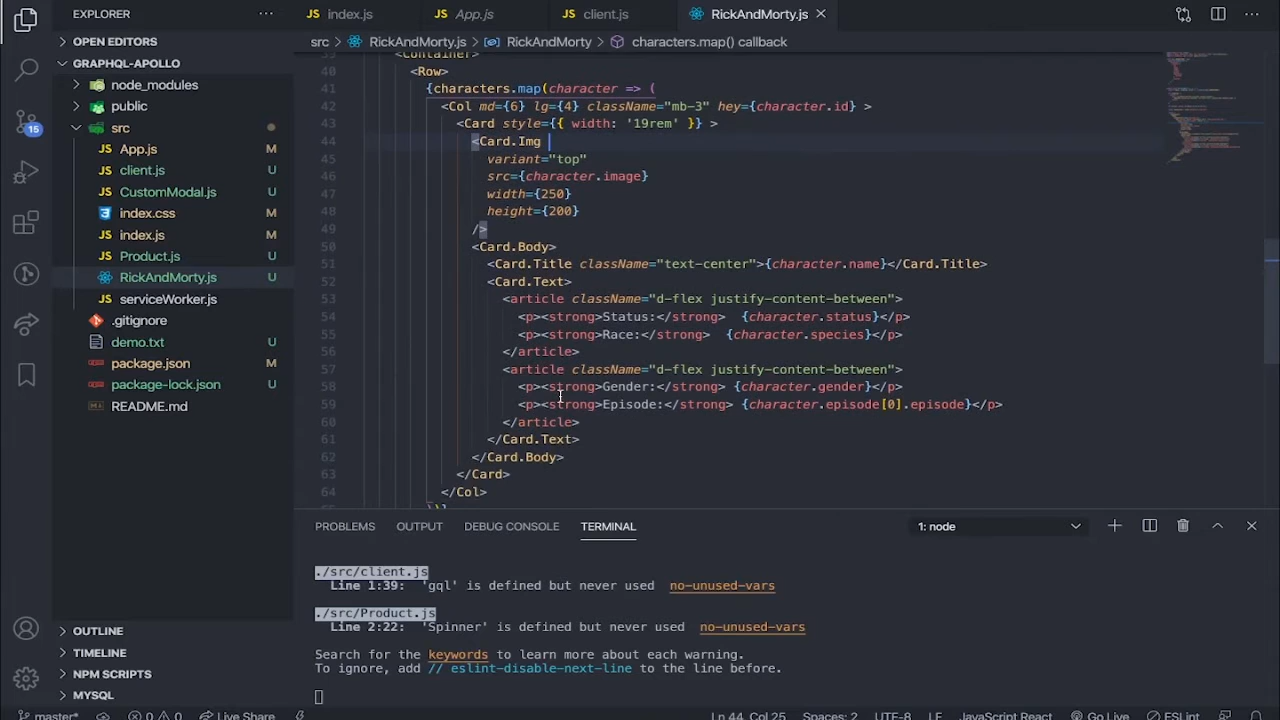 EXPLORER
index.js
App.js
client.js
RickAndMorty.js
OPEN EDITORS
src
RickAndMorty.js
RickAndMorty
characters.map() callback
GRAPHQL-APOLLO
node_modules
public
src
App.js M
client.js U
CustomModal.js U
index.css M
index.js M
Product.js U
RickAndMorty.js U
serviceWorker.js
.gitignore
demo.txt U
package.json M
package-lock.json U
README.md
OUTLINE
TIMELINE
NPM SCRIPTS
MYSQL
15
<Container>
40 <Row>
41 {characters.map(character => (
42 <Col md={6} lg={4} className="mb-3" hey={character.id} >
43 <Card style={{ width: '19rem' }} >
44 <Card.Img
45 variant="top"
46 src={character.image}
47 width={250}
48 height={200}
49 />
50 <Card.Body>
51 <Card.Title className="text-center">{character.name}</Card.Title>
52 <Card.Text>
53 <article className="d-flex justify-content-between">
54 <p><strong>Status:</strong> {character.status}</p>
55 <p><strong>Race:</strong> {character.species}</p>
56 </article>
57 <article className="d-flex justify-content-between">
58 <p><strong>Gender:</strong> {character.gender}</p>
59 <p><strong>Episode:</strong> {character.episode[0].episode}</p>
60 </article>
61 </Card.Text>
62 </Card.Body>
63 </Card>
64 </Col>
PROBLEMS OUTPUT DEBUG CONSOLE TERMINAL 1: node
./src/client.js
Line 1:39: 'gql' is defined but never used no-unused-vars
./src/Product.js
Line 2:22: 'Spinner' is defined but never used no-unused-vars
Search for the keywords to learn more about each warning.
To ignore, add // eslint-disable-next-line to the line before.
master* 0 0 Live Share Ln 44, Col 25 Spaces: 2 UTF-8 LF JavaScript React Go Live ESLint